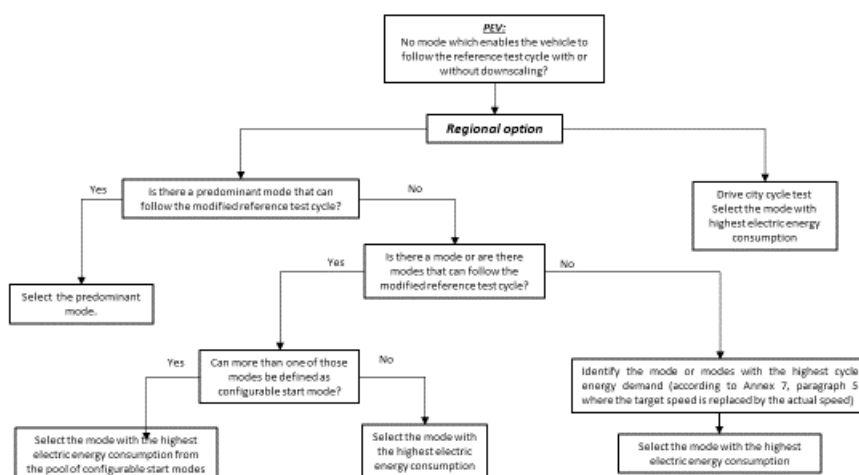 PEV:
No mode which enables the vehicle to
follow the reference test cycle with or
without downscaling?
Regional option
Yes
Is there a predominant mode that can
follow the modified reference test cycle?
No
Drive city cycle test
Select the mode with
highest electric energy
consumption
Select the predominant
mode.
Yes
Is there a mode or are there
modes that can follow the
modified reference test cycle?
No
Yes
Can more than one of those
modes be defined as
configurable start mode?
No
Identify the mode or modes with the highest cycle
energy demand (according to Annex 7, paragraph 5
where the target speed is replaced by the actual speed)
Select the mode with the highest
electric energy consumption from
the pool of configurable start modes
Select the mode with
the highest electric
energy consumption
Select the mode with the highest
electric energy consumption